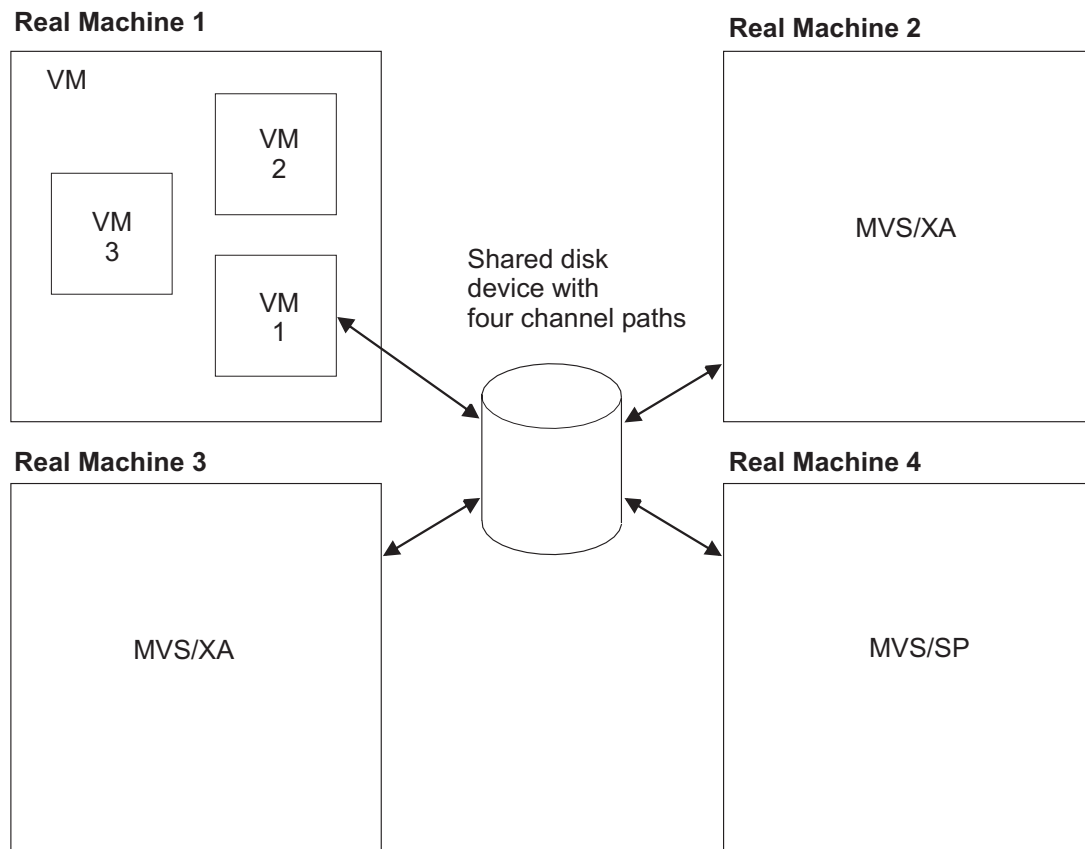 Real Machine 1
Real Machine 2
VM
VM
2
VM
3
VM
1
Shared disk
device with
four channel paths
MVS/XA
Real Machine 3
Real Machine 4
MVS/XA
MVS/SP